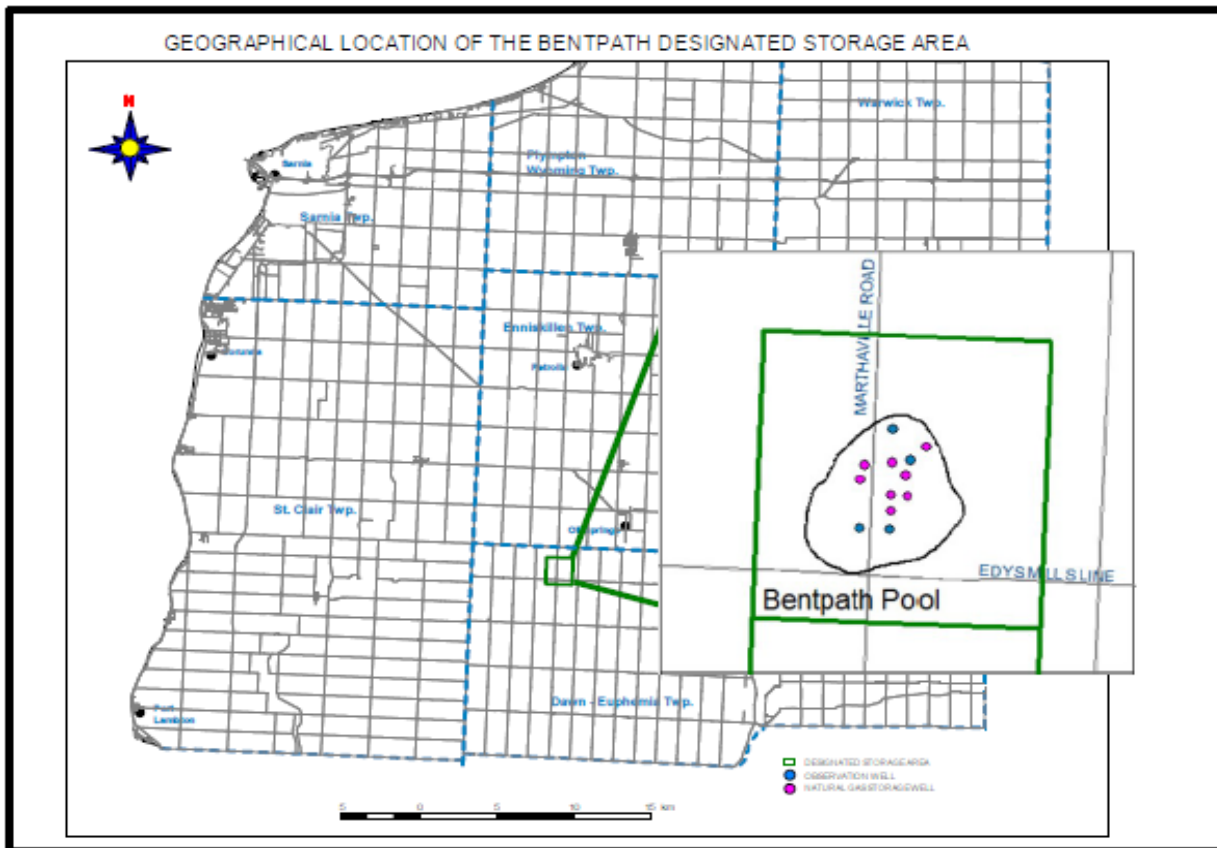 GEOGRAPHICAL LOCATION OF THE BENTPATH DESIGNATED STORAGE AREA
N
Warwick Twp.
Sarnia
Plympton
Wyoming Twp.
Sarnia Twp.
MARTHAVILLE ROAD
Enniskillen Twp.
Petrolia
St. Clair Twp.
Oil Springs
EDYSMILLS LINE
Bentpath Pool
Dawn - Euphemia Twp.
Port
Lambton
DESIGNATED STORAGE AREA
OBSERVATION WELL
NATURAL GAS STORAGE WELL
5 0 5 10 15 km